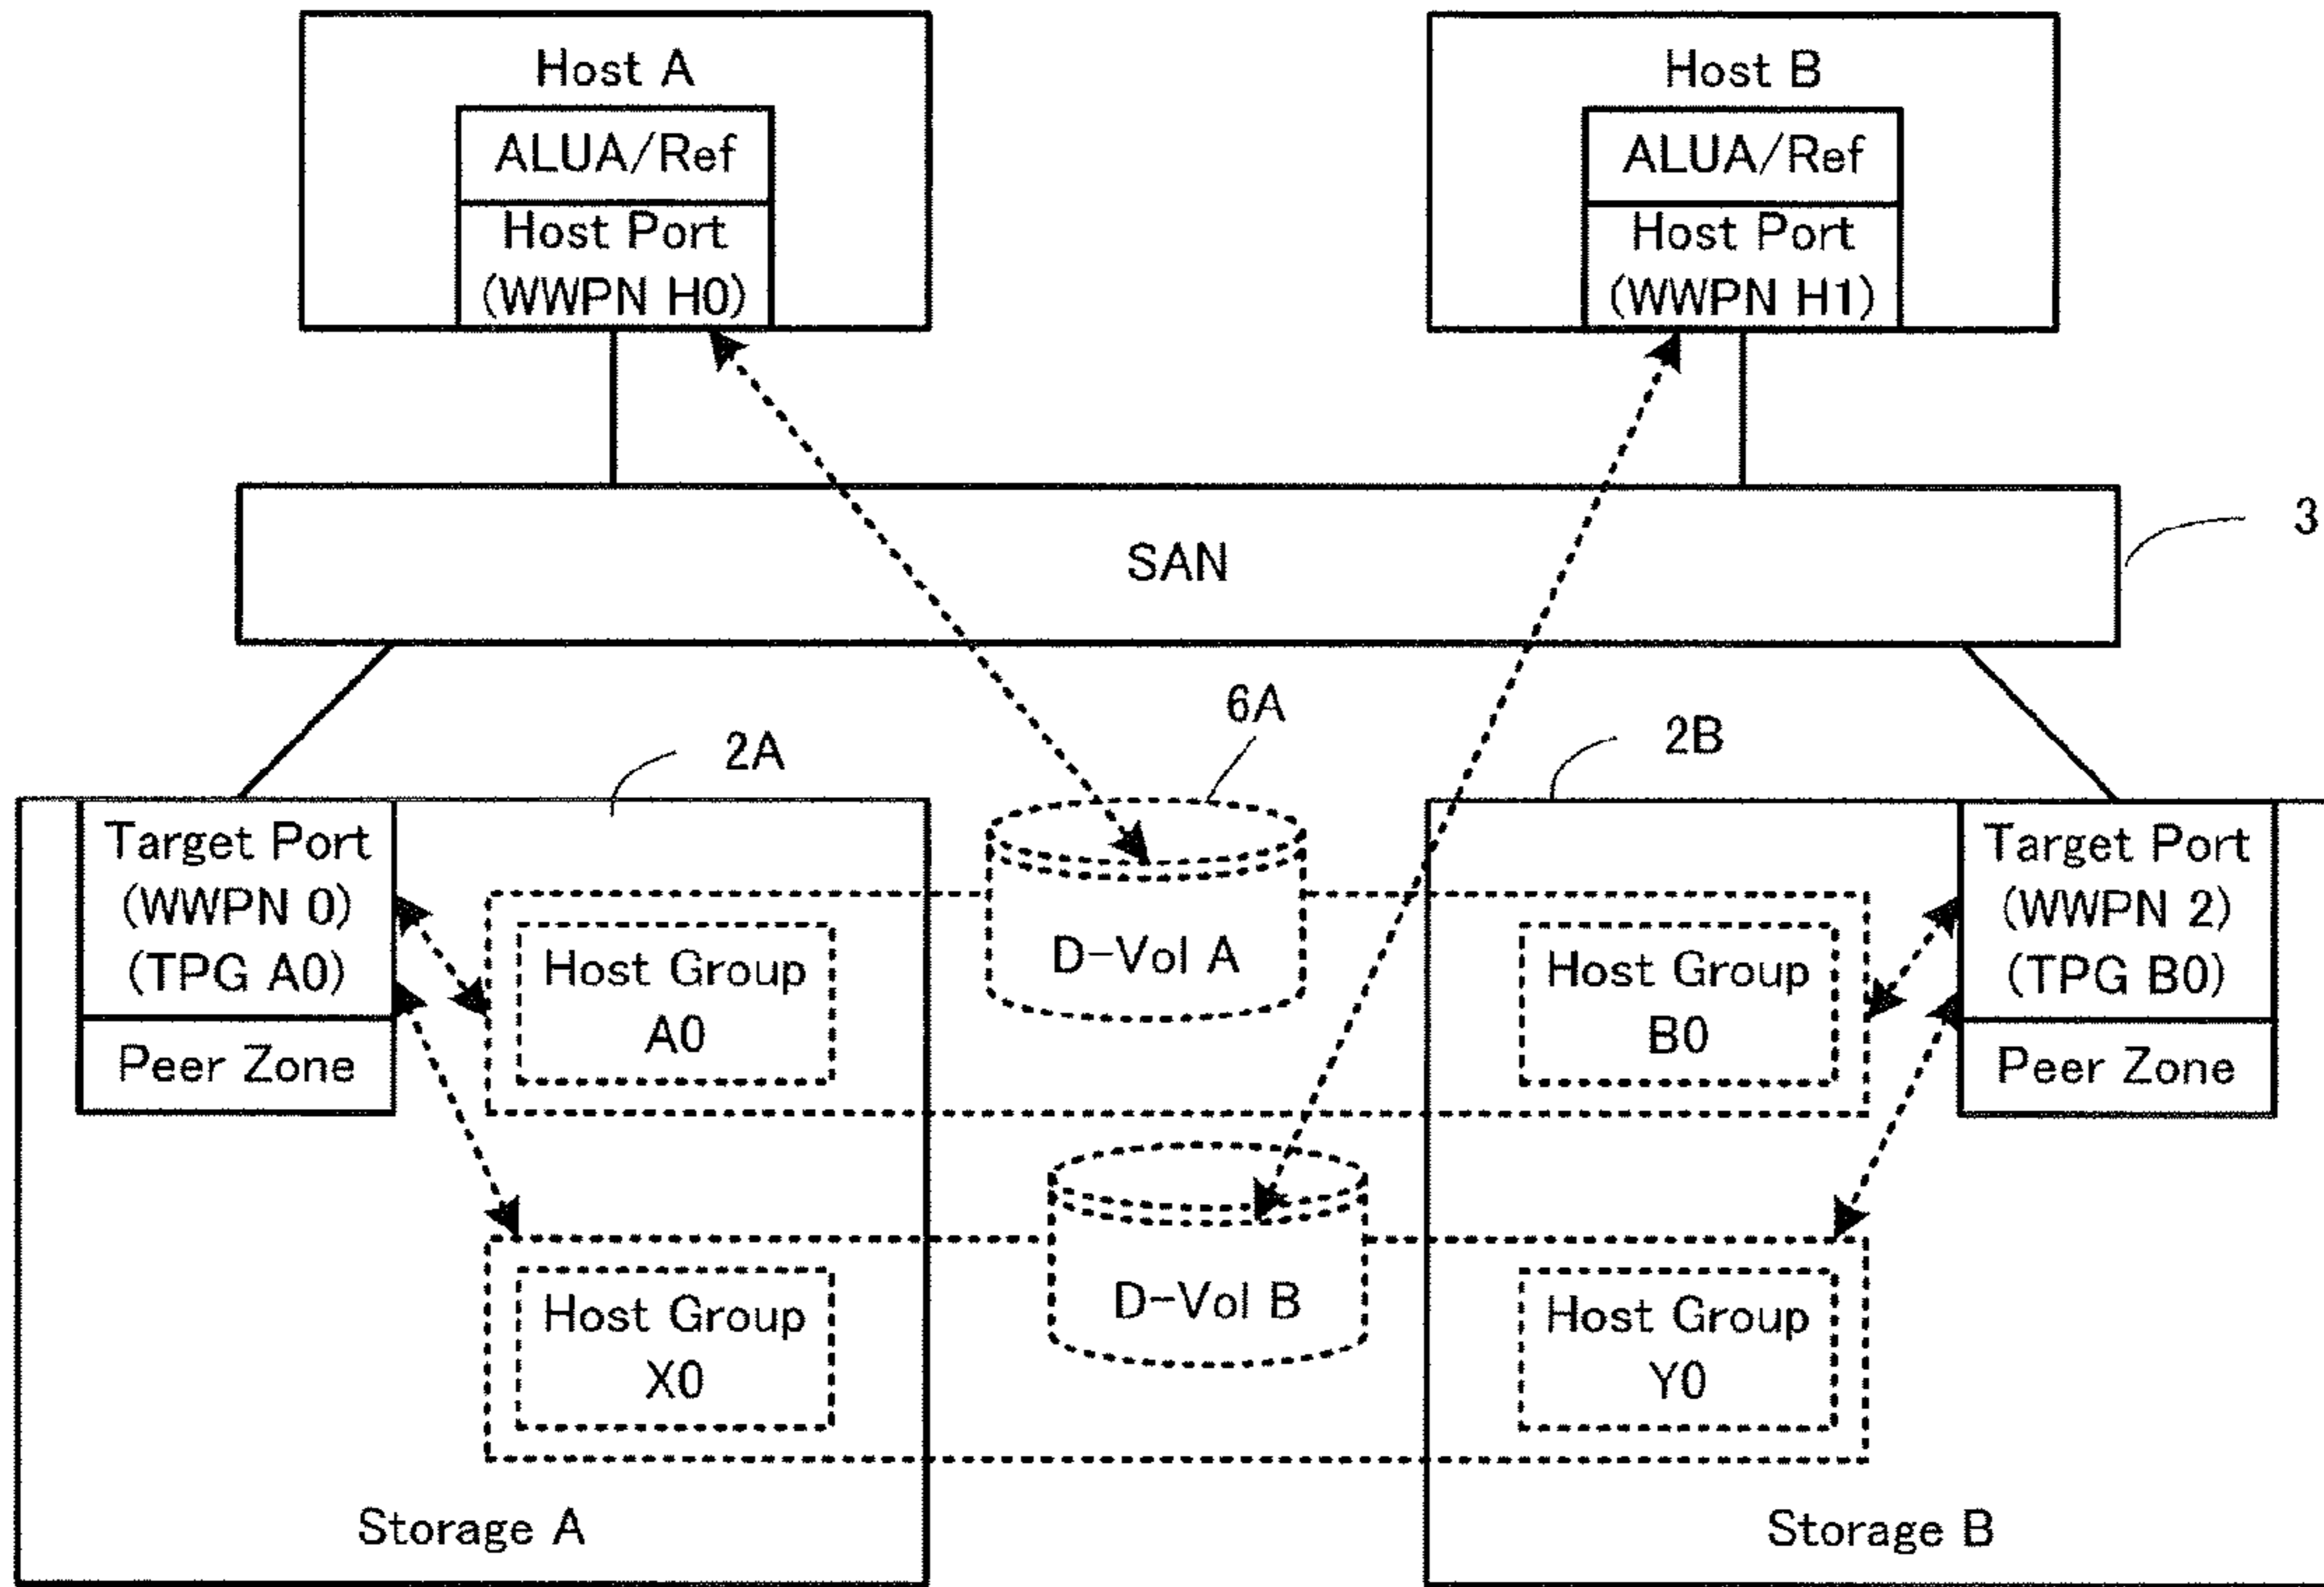 Host A
ALUA/Ref
Host Port
(WWPN H0)
Host B
ALUA/Ref
Host Port
(WWPN H1)
SAN
3
6A
2A
2B
Target Port
(WWPN 0)
(TPG A0)
Peer Zone
Host Group
A0
D-Vol A
Host Group
B0
Target Port
(WWPN 2)
(TPG B0)
Peer Zone
Host Group
X0
D-Vol B
Host Group
Y0
Storage A
Storage B